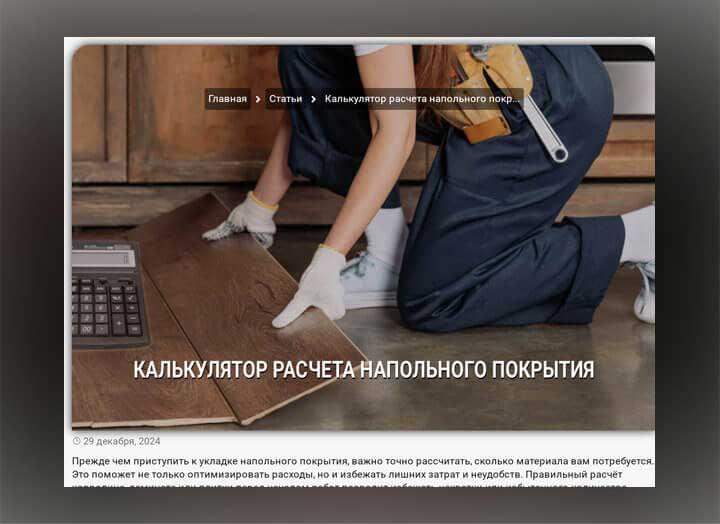 Главная > Статьи > Калькулятор расчета напольного покр...
КАЛЬКУЛЯТОР РАСЧЕТА НАПОЛЬНОГО ПОКРЫТИЯ
29 декабря, 2024
Прежде чем приступить к укладке напольного покрытия, важно точно рассчитать, сколько материала вам потребуется.
Это поможет не только оптимизировать расходы, но и избежать лишних затрат и неудобств. Правильный расчёт